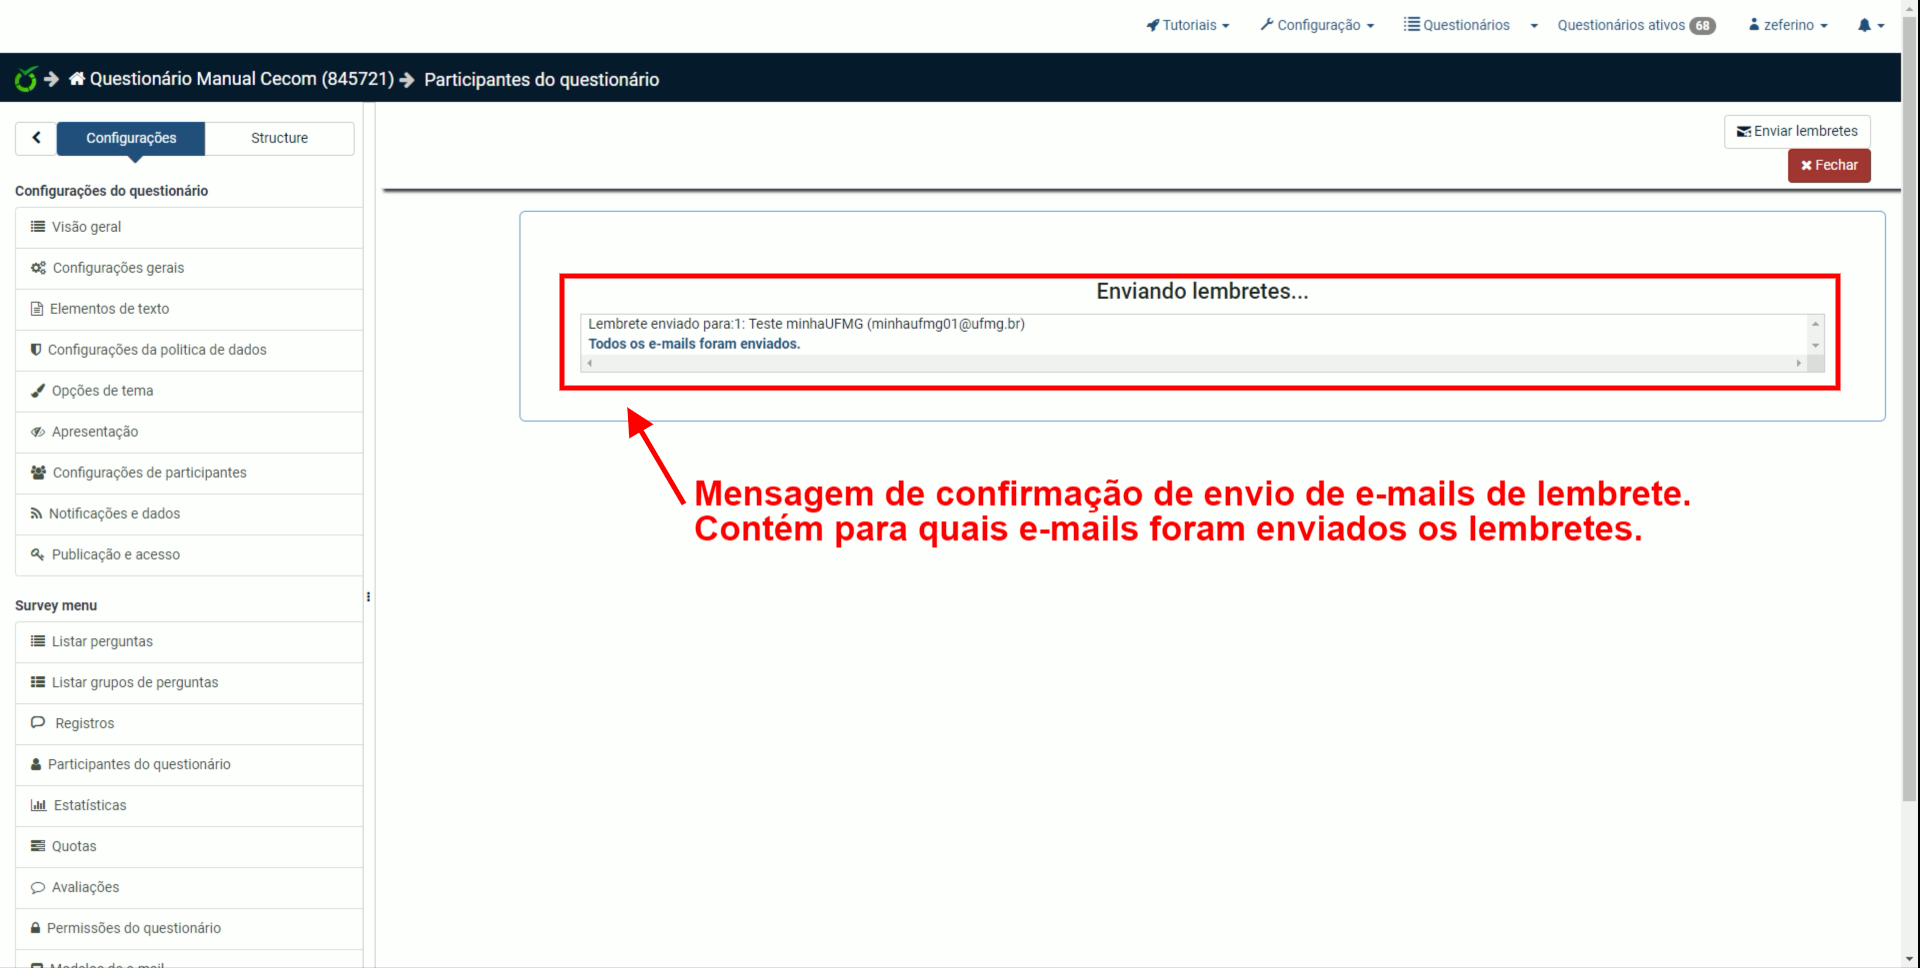 Tutoriais
Configuração
Questionários
Questionários ativos 68
zeferino
Questionário Manual Cecom (845721)
Participantes do questionário
Configurações
Structure
Enviar lembretes
Fechar
Configurações do questionário
Visão geral
Configurações gerais
Elementos de texto
Configurações da politica de dados
Opções de tema
Apresentação
Configurações de participantes
Notificações e dados
Publicação e acesso
Survey menu
Listar perguntas
Listar grupos de perguntas
Registros
Participantes do questionário
Estatísticas
Quotas
Avaliações
Permissões do questionário
Modelos de e-mail
Enviando lembretes...
Lembrete enviado para:1: Teste minhaUFMG (minhaufmg01@ufmg.br)
Todos os e-mails foram enviados.
Mensagem de confirmação de envio de e-mails de lembrete.
Contém para quais e-mails foram enviados os lembretes.